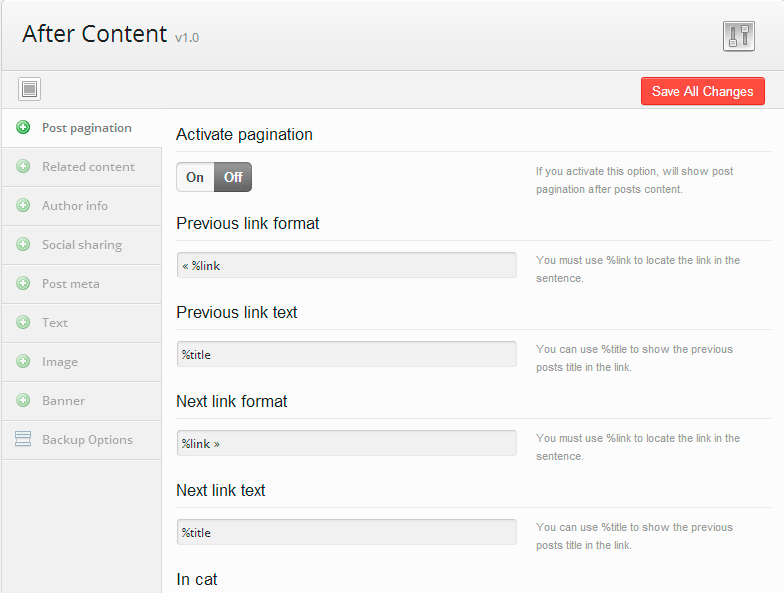 After Content v1.0
Save All Changes
Post pagination
Related content
Author info
Social sharing
Post meta
Text
Image
Banner
Backup Options
Activate pagination
On Off
If you activate this option, will show post
pagination after posts content.
Previous link format
« %link
You must use %link to locate the link in the
sentence.
Previous link text
%title
You can use %title to show the previous
posts title in the link.
Next link format
%link »
You must use %link to locate the link in the
sentence.
Next link text
%title
You can use %title to show the previous
posts title in the link.
In cat